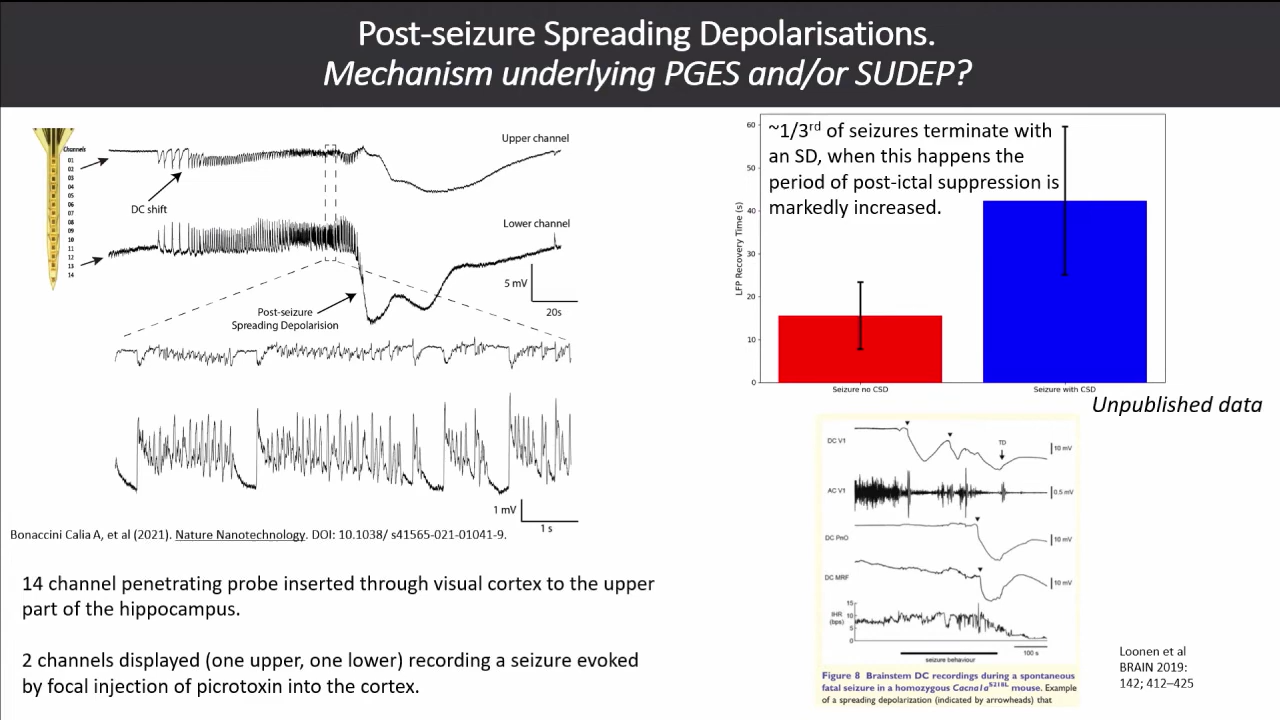 Post-seizure Spreading Depolarisations.
Mechanism underlying PGES and/or SUDEP?
Channels
01
02
03
04
05
06
07
08
09
10
11
12
13
14
Upper channel
DC shift
Lower channel
5 mV
20s
Post-seizure
Spreading Depolarision
1 mV
1 s
Bonaccini Calia A, et al (2021). Nature Nanotechnology. DOI: 10.1038/ s41565-021-01041-9.
14 channel penetrating probe inserted through visual cortex to the upper
part of the hippocampus.
2 channels displayed (one upper, one lower) recording a seizure evoked
by focal injection of picrotoxin into the cortex.
~1/3rd of seizures terminate with
an SD, when this happens the
period of post-ictal suppression is
markedly increased.
LFP Recovery Time (s)
60
50
40
30
20
10
0
Seizure no CSD
Seizure with CSD
Unpublished data
DC V1
TD
10 mV
AC V1
0.5 mV
DC PnO
10 mV
DC MRF
10 mV
IHR
(bps)
15
10
5
0
100 s
seizure behaviour
Figure 8 Brainstem DC recordings during a spontaneous
fatal seizure in a homozygous Cacna1aS218L mouse. Example
of a spreading depolarization (indicated by arrowheads) that
Loonen et al
BRAIN 2019:
142; 412–425